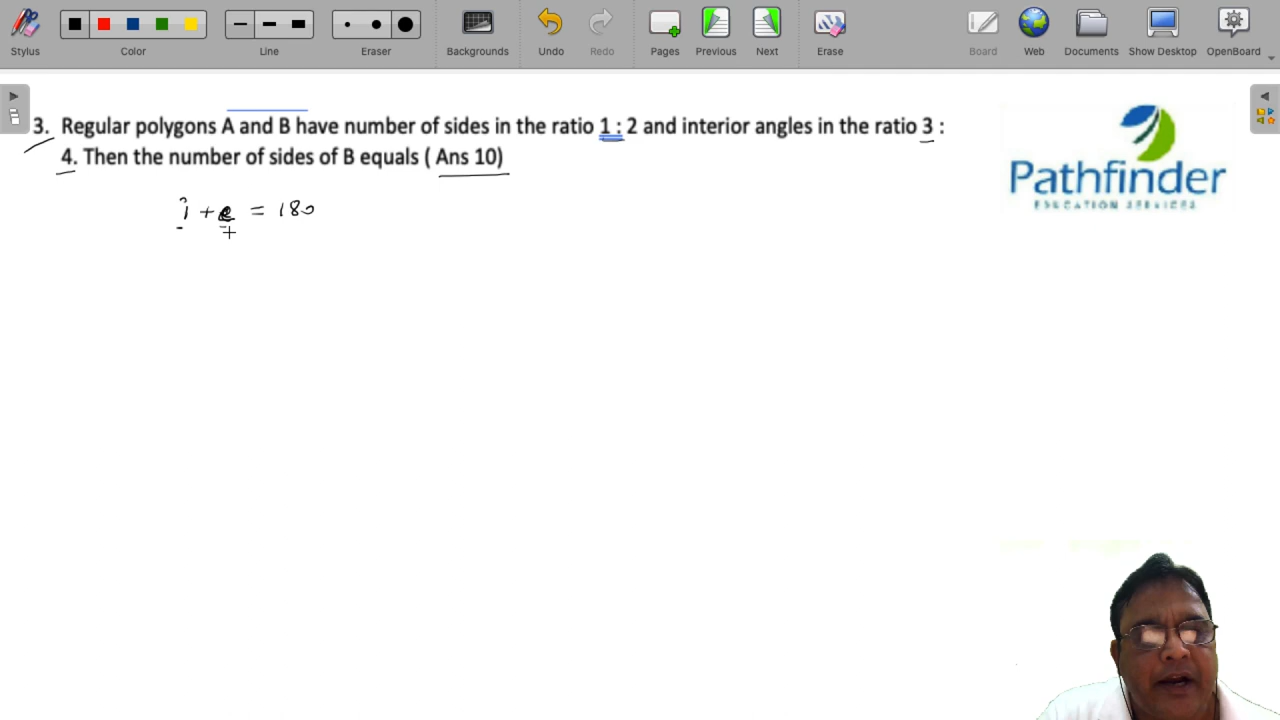 Stylus
Color
Line
Eraser
Backgrounds
Undo
Redo
Pages
Previous
Next
Erase
Board
Web
Documents
Show Desktop
OpenBoard
3. Regular polygons A and B have number of sides in the ratio 1 : 2 and interior angles in the ratio 3 :
4. Then the number of sides of B equals ( Ans 10)
i + e = 180
Pathfinder
EDUCATION SERVICES